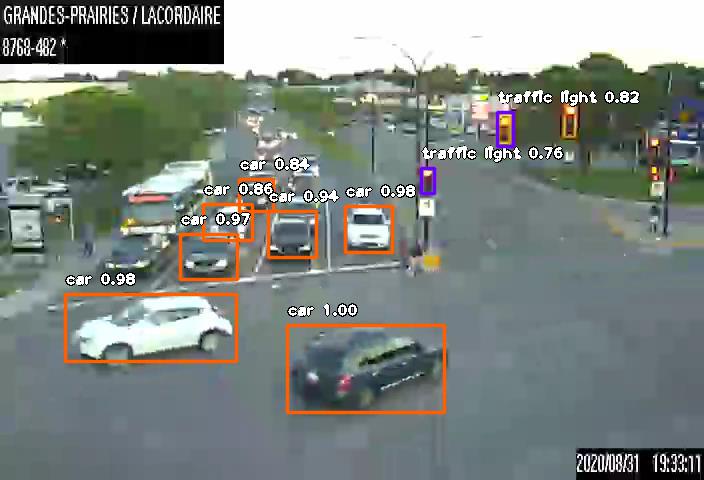 GRANDES-PRAIRIES / LACORDAIRE
8768-482 *
traffic light 0.82
traffic light 0.76
car 0.84
car 0.86
car 0.94
car 0.98
car 0.97
car 0.98
car 1.00
2020/08/31 19:33:11